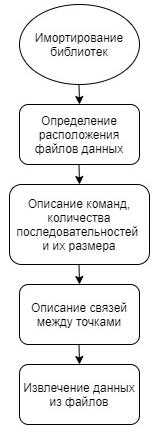 Имортирование
библиотек
Определение
расположения
файлов данных
Описание команд,
количества
последовательностей
и их размера
Описание связей
между точками
Извлечение данных
из файлов